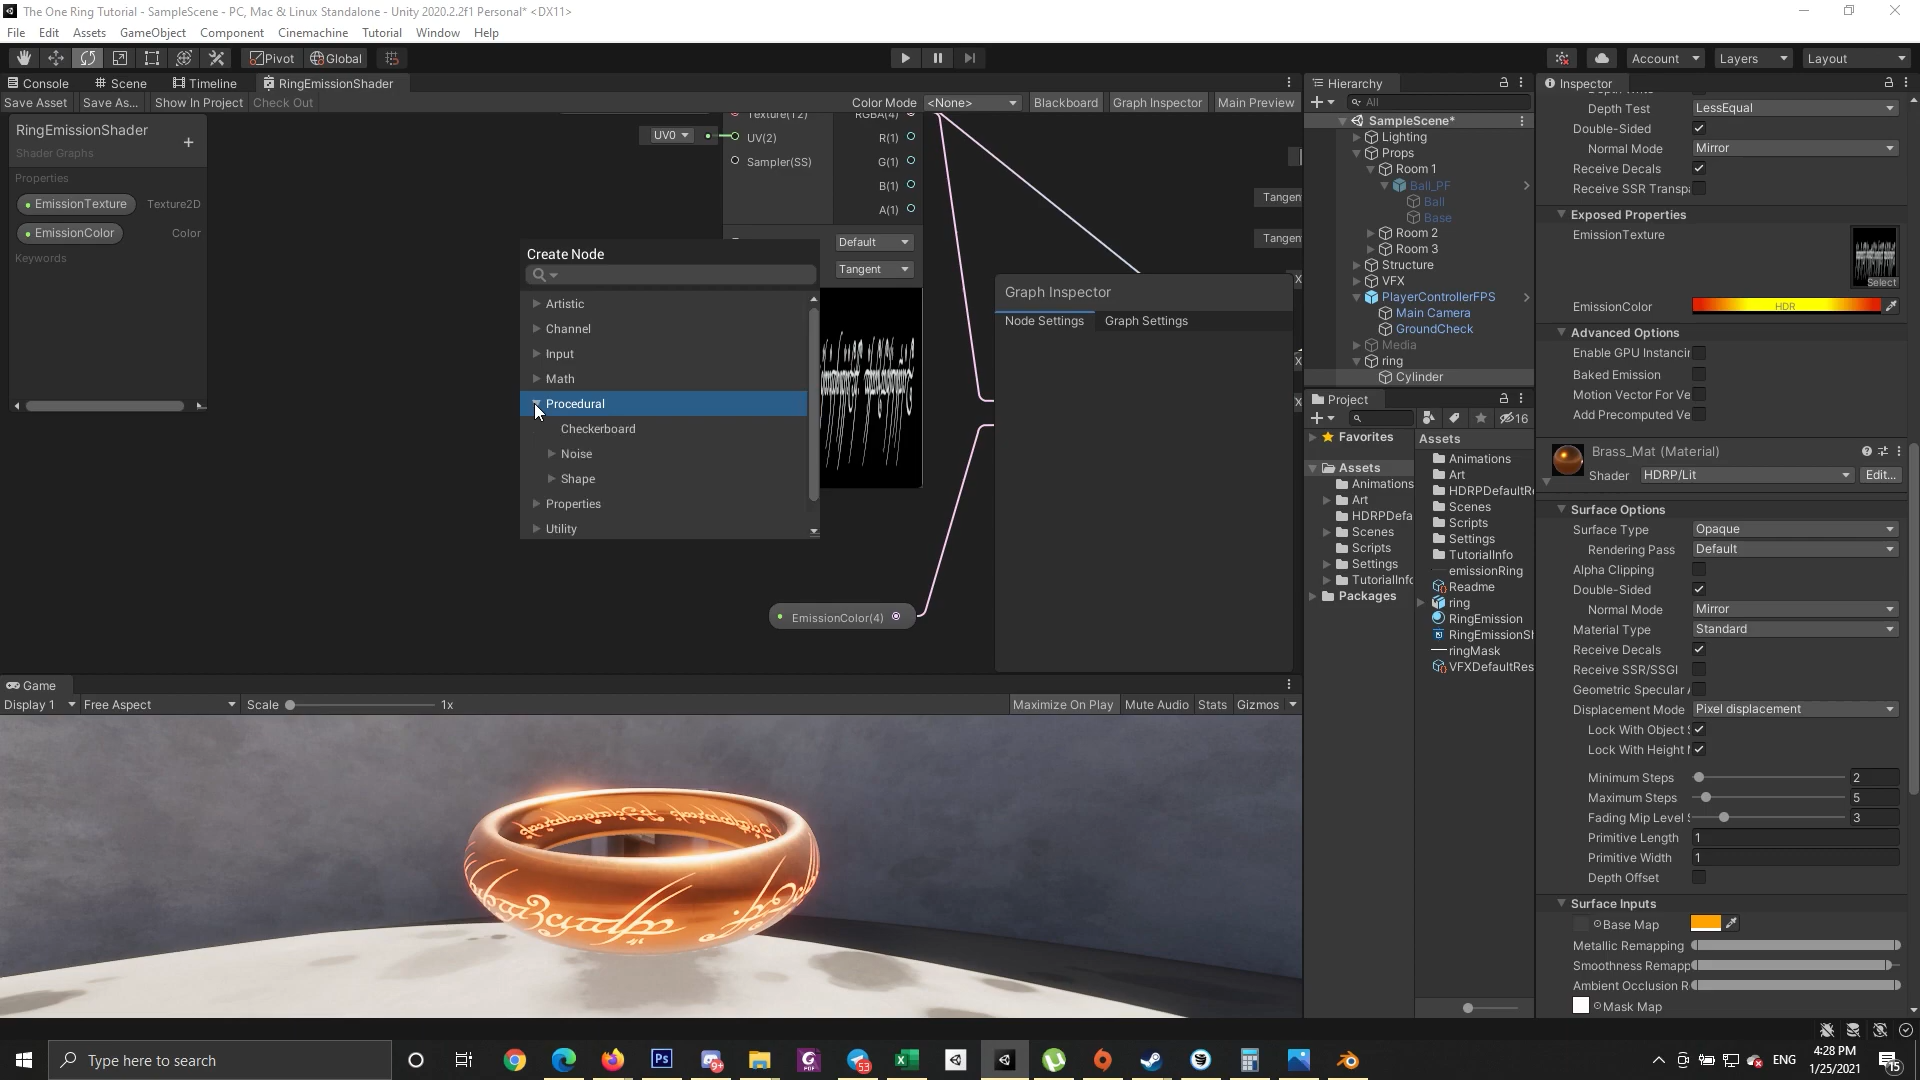 The One Ring Tutorial - SampleScene - PC, Mac & Linux Standalone - Unity 2020.2.2f1 Personal* <DX11>
File Edit Assets GameObject Component Cinemachine Tutorial Window Help
Pivot Global Account Layers Layout
Console Scene Timeline RingEmissionShader
Save Asset Save As... Show In Project Check Out Color Mode <None> Blackboard Graph Inspector Main Preview
RingEmissionShader
Shader Graphs
Properties
EmissionTexture Texture2D
EmissionColor Color
Keywords
UV0
Texture(T2) RGBA(4)
UV(2) R(1)
Sampler(SS) G(1)
B(1)
A(1)
Default
Tangent
Create Node
Artistic
Channel
Input
Math
Procedural
Checkerboard
Noise
Shape
Properties
Utility
EmissionColor(4)
Tangen
Tangen
X
X
X
Graph Inspector
Node Settings Graph Settings
Game
Display 1 Free Aspect Scale 1x Maximize On Play Mute Audio Stats Gizmos
Hierarchy
All
SampleScene*
Lighting
Props
Room 1
Ball_PF
Ball
Base
Room 2
Room 3
Structure
VFX
PlayerControllerFPS
Main Camera
GroundCheck
Media
ring
Cylinder
Project
16
Favorites
Assets
Animations
Art
HDRPDefa
Scenes
Scripts
Settings
TutorialInfo
Packages
Assets
Animations
Art
HDRPDefaultRe
Scenes
Scripts
Settings
TutorialInfo
emissionRing
Readme
ring
RingEmission
RingEmissionSh
ringMask
VFXDefaultRes
Inspector
Depth Test LessEqual
Double-Sided
Normal Mode Mirror
Receive Decals
Receive SSR Transpa
Exposed Properties
EmissionTexture
Select
EmissionColor HDR
Advanced Options
Enable GPU Instancin
Baked Emission
Motion Vector For Ve
Add Precomputed Ve
Brass_Mat (Material)
Shader HDRP/Lit Edit...
Surface Options
Surface Type Opaque
Rendering Pass Default
Alpha Clipping
Double-Sided
Normal Mode Mirror
Material Type Standard
Receive Decals
Receive SSR/SSGI
Geometric Specular A
Displacement Mode Pixel displacement
Lock With Object S
Lock With Height M
Minimum Steps 2
Maximum Steps 5
Fading Mip Level S 3
Primitive Length 1
Primitive Width 1
Depth Offset
Surface Inputs
Base Map
Metallic Remapping
Smoothness Remapp
Ambient Occlusion R
Mask Map
Type here to search
Ps
9+
PDF
53
ENG
4:28 PM
1/25/2021
15